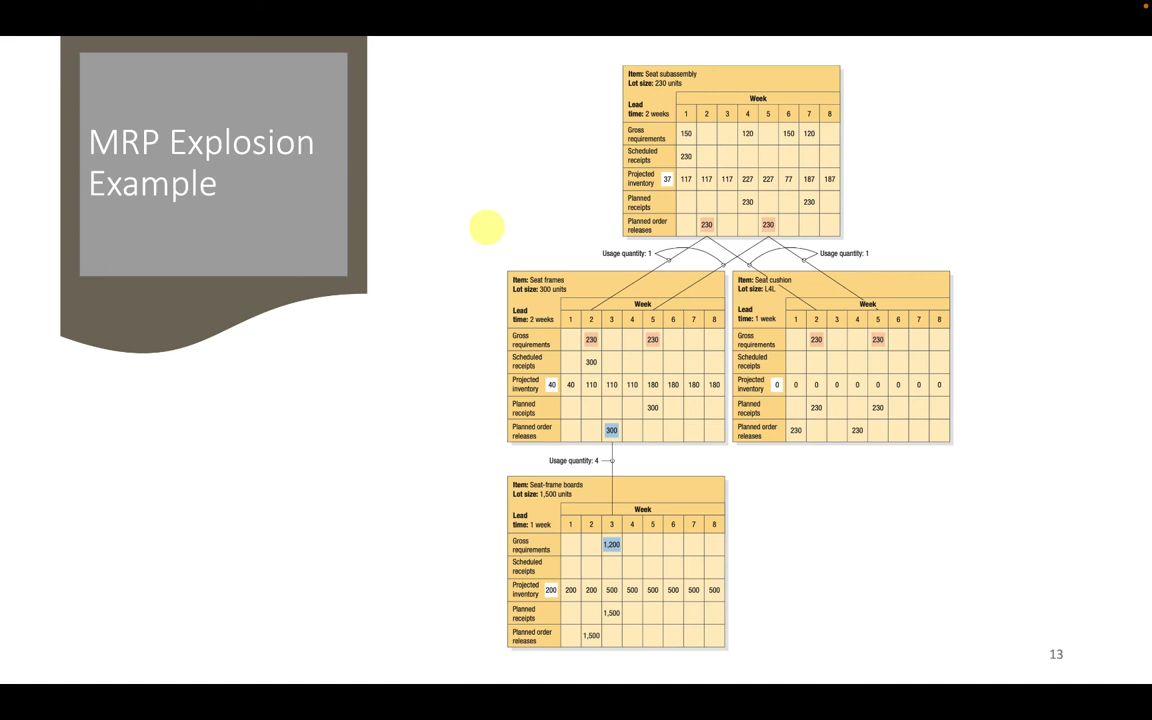 MRP Explosion
Example
Item: Seat subassembly
Lot size: 230 units
Week
Lead
time: 2 weeks 1 2 3 4 5 6 7 8
Gross
requirements 150 120 150 120
Scheduled
receipts 230
Projected
inventory 37 117 117 117 227 227 77 187 187
Planned
receipts 230 230
Planned order
releases 230 230
Usage quantity: 1
Usage quantity: 1
Item: Seat frames
Lot size: 300 units
Week
Lead
time: 2 weeks 1 2 3 4 5 6 7 8
Gross
requirements 230 230
Scheduled
receipts 300
Projected
inventory 40 40 110 110 110 180 180 180 180
Planned
receipts 300
Planned order
releases 300
Item: Seat cushion
Lot size: L4L
Week
Lead
time: 1 week 1 2 3 4 5 6 7 8
Gross
requirements 230 230
Scheduled
receipts
Projected
inventory 0 0 0 0 0 0 0 0 0
Planned
receipts 230 230
Planned order
releases 230 230
Usage quantity: 4
Item: Seat-frame boards
Lot size: 1,500 units
Week
Lead
time: 1 week 1 2 3 4 5 6 7 8
Gross
requirements 1,200
Scheduled
receipts
Projected
inventory 200 200 200 500 500 500 500 500 500
Planned
receipts 1,500
Planned order
releases 1,500
13